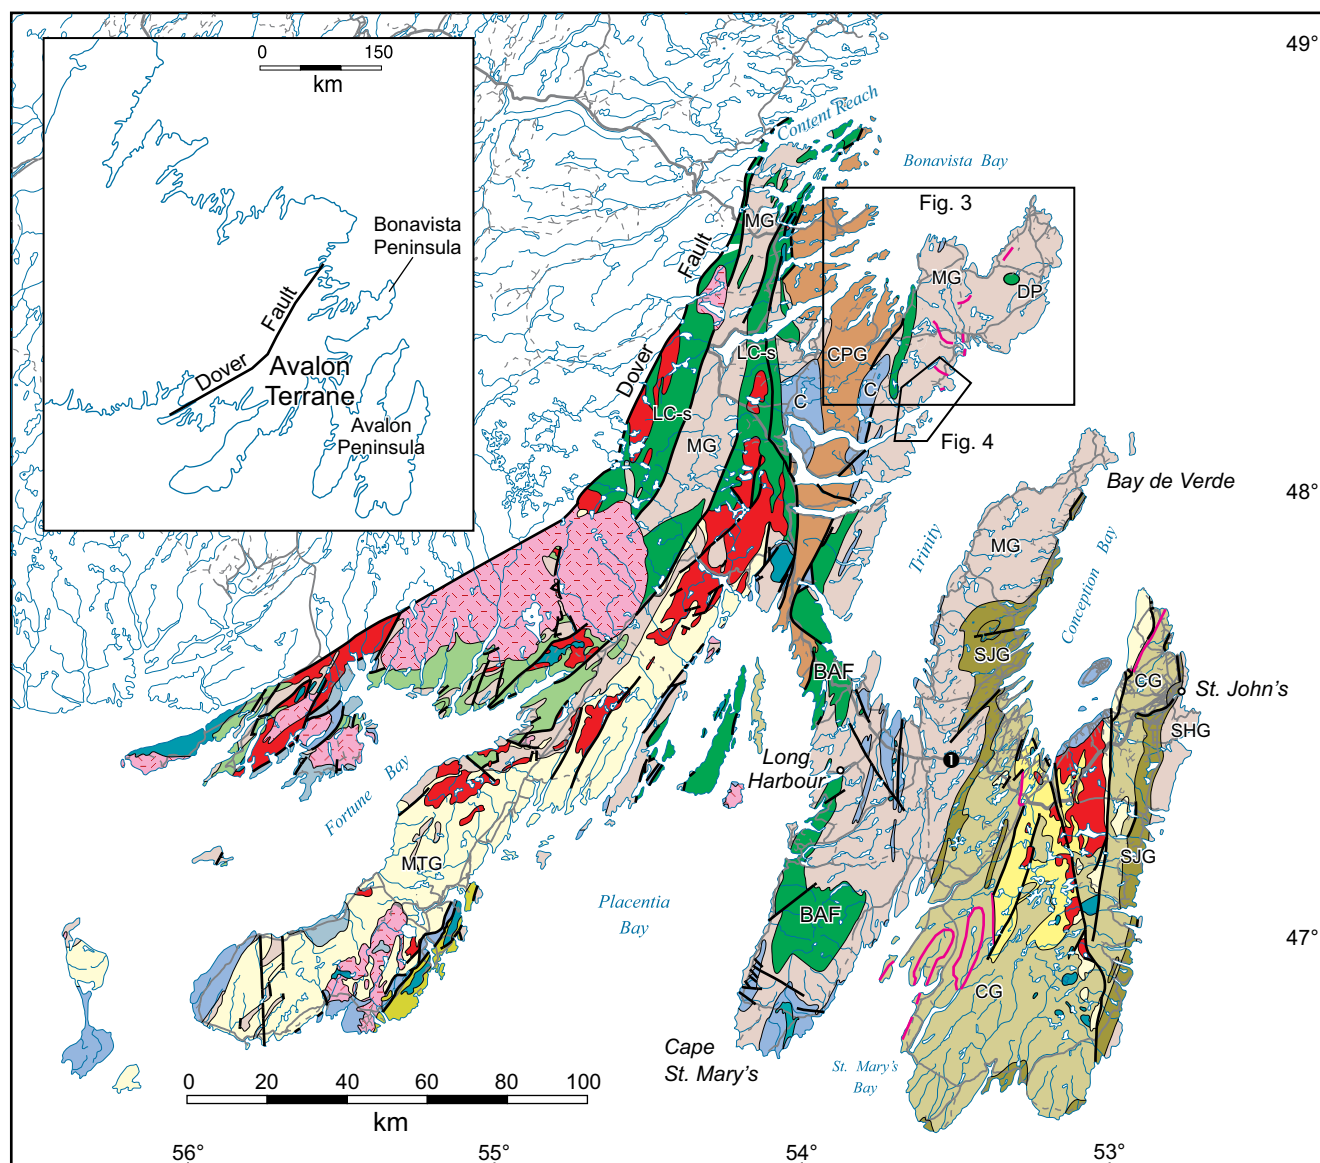 0 150
km
Bonavista
Peninsula
Fault
Dover
Avalon
Terrane
Avalon
Peninsula
49°
Content Reach
Bonavista Bay
Fig. 3
MG
MG
DP
Fault
Dover
LC-s
CPG
C
C
LC-s
MG
Fig. 4
48°
Bay de Verde
Trinity
MG
Conception Bay
SJG
BAF
CG
St. John's
SHG
Long
Harbour
1
Fortune Bay
MTG
SJG
Placentia
Bay
BAF
47°
CG
Cape
St. Mary's
St. Mary's
Bay
0 20 40 60 80 100
km
56° 55° 54° 53°